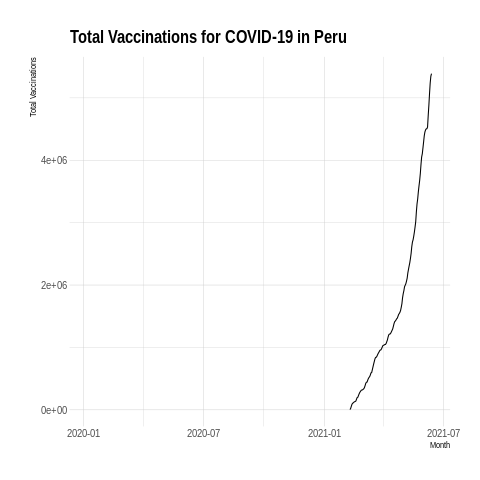 Total Vaccinations for COVID-19 in Peru
Total Vaccinations
4e+06
2e+06
0e+00
2020-01
2020-07
2021-01
2021-07
Month